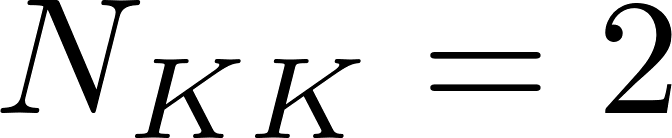 N_{KK} = 2